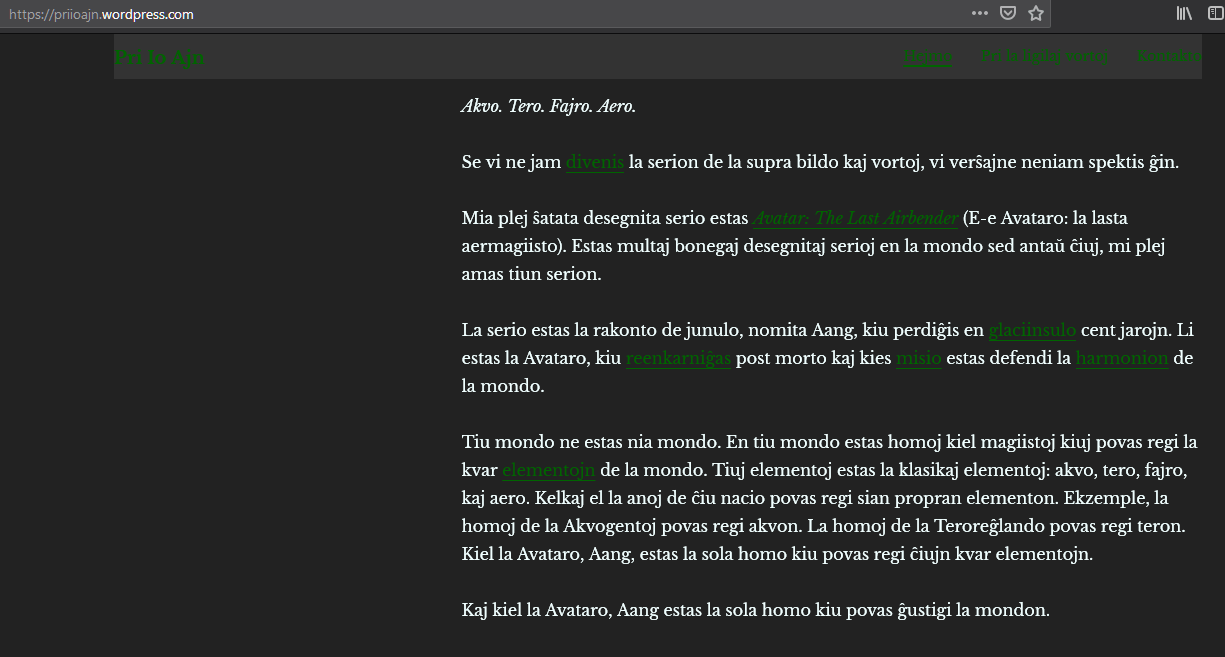 https://priioajn.wordpress.com
Pri Io Ajn
Hejmo Pri la ligilaj vortoj Kontakto
Akvo. Tero. Fajro. Aero.
Se vi ne jam divenis la serion de la supra bildo kaj vortoj, vi verŝajne neniam spektis ĝin.
Mia plej ŝatata desegnita serio estas Avatar: The Last Airbender (E-e Avataro: la lasta
aermagiisto). Estas multaj bonegaj desegnitaj serioj en la mondo sed antaŭ ĉiuj, mi plej
amas tiun serion.
La serio estas la rakonto de junulo, nomita Aang, kiu perdiĝis en glaciinsulo cent jarojn. Li
estas la Avataro, kiu reenkarniĝas post morto kaj kies misio estas defendi la harmonion de
la mondo.
Tiu mondo ne estas nia mondo. En tiu mondo estas homoj kiel magiistoj kiuj povas regi la
kvar elementojn de la mondo. Tiuj elementoj estas la klasikaj elementoj: akvo, tero, fajro,
kaj aero. Kelkaj el la anoj de ĉiu nacio povas regi sian propran elementon. Ekzemple, la
homoj de la Akvogentoj povas regi akvon. La homoj de la Teroreĝlando povas regi teron.
Kiel la Avataro, Aang, estas la sola homo kiu povas regi ĉiujn kvar elementojn.
Kaj kiel la Avataro, Aang estas la sola homo kiu povas ĝustigi la mondon.